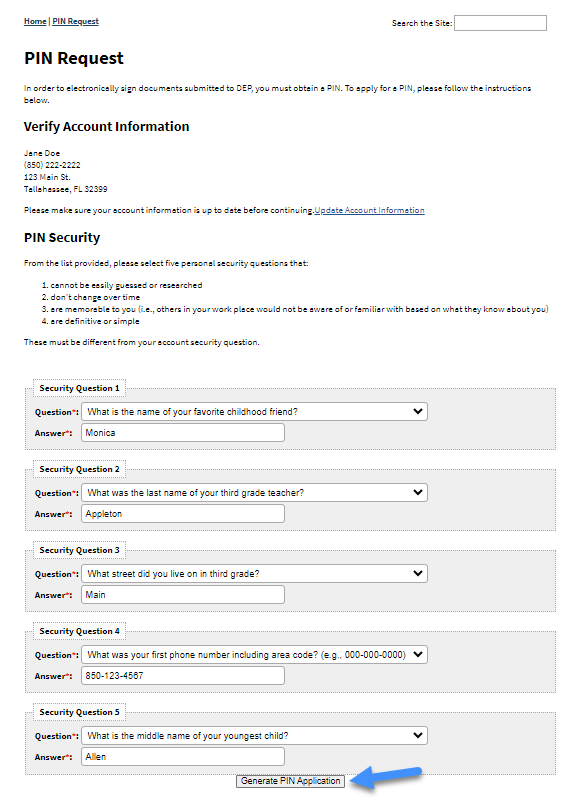 Home | PIN Request
Search the Site:
PIN Request
In order to electronically sign documents submitted to DEP, you must obtain a PIN. To apply for a PIN, please follow the instructions
below.
Verify Account Information
Jane Doe
(850) 222-2222
123 Main St.
Tallahassee, FL 32399
Please make sure your account information is up to date before continuing.Update Account Information
PIN Security
From the list provided, please select five personal security questions that:
1. cannot be easily guessed or researched
2. don't change over time
3. are memorable to you (i.e., others in your work place would not be aware of or familiar with based on what they know about you)
4. are definitive or simple
These must be different from your account security question.
Security Question 1
Question*: What is the name of your favorite childhood friend?
Answer*: Monica
Security Question 2
Question*: What was the last name of your third grade teacher?
Answer*: Appleton
Security Question 3
Question*: What street did you live on in third grade?
Answer*: Main
Security Question 4
Question*: What was your first phone number including area code? (e.g., 000-000-0000)
Answer*: 850-123-4567
Security Question 5
Question*: What is the middle name of your youngest child?
Answer*: Allen
Generate PIN Application